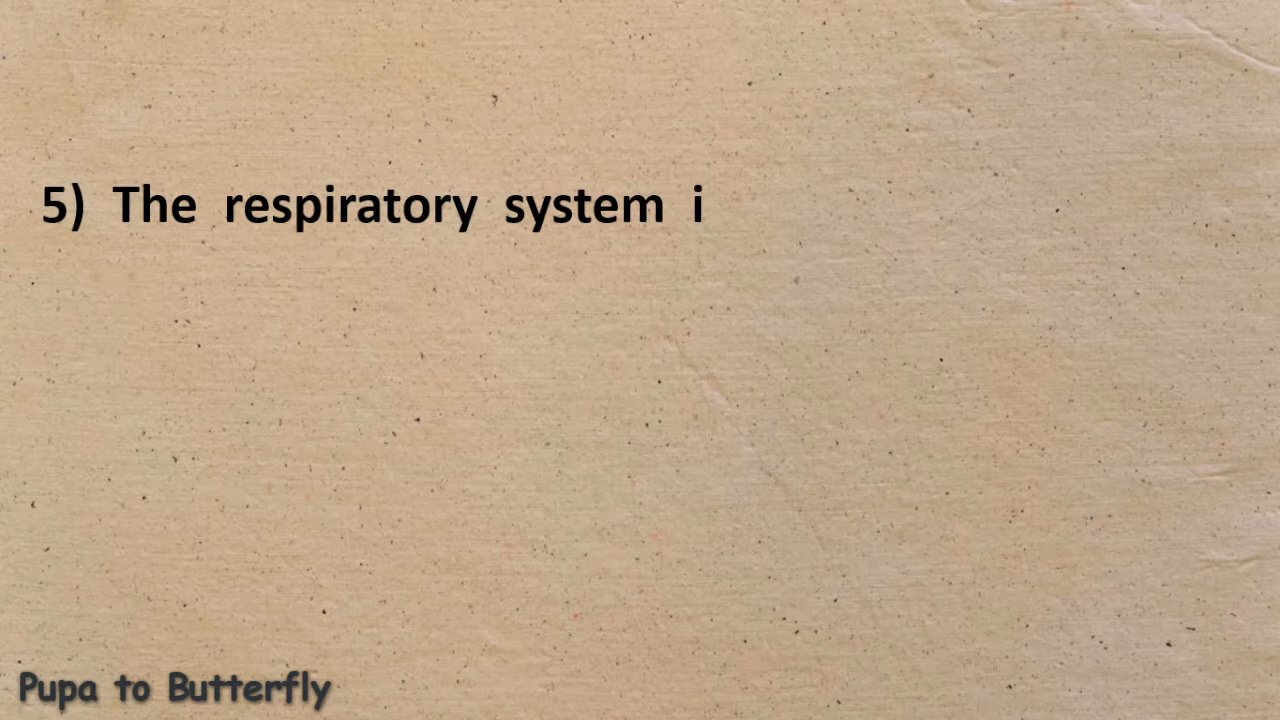 5) The respiratory system i
Pupa to Butterfly